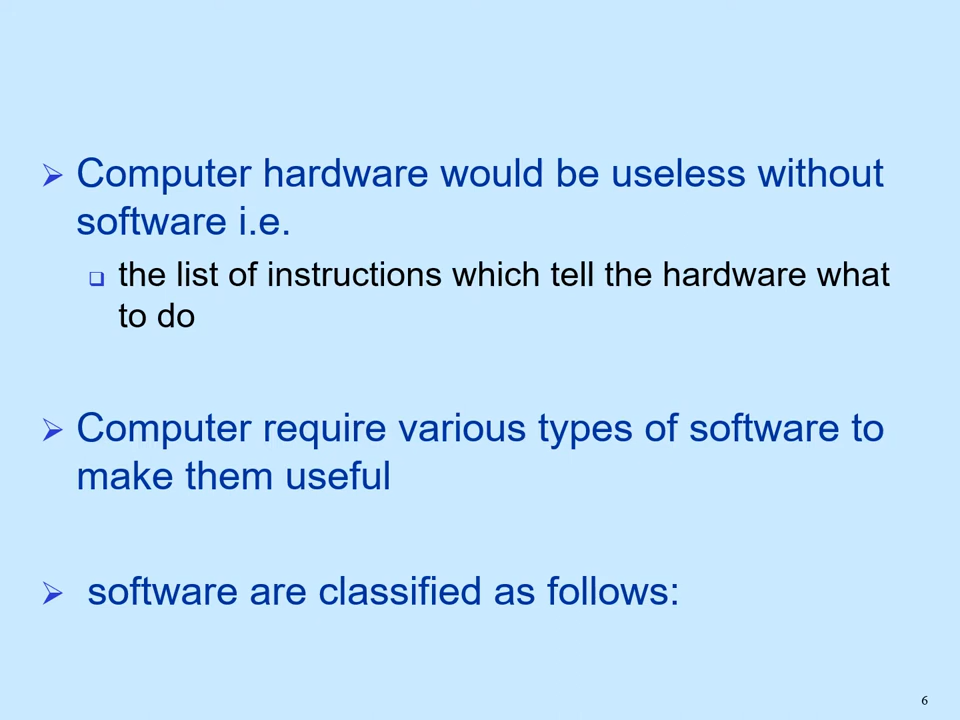 Computer hardware would be useless without
software i.e.
the list of instructions which tell the hardware what
to do
Computer require various types of software to
make them useful
software are classified as follows:
6